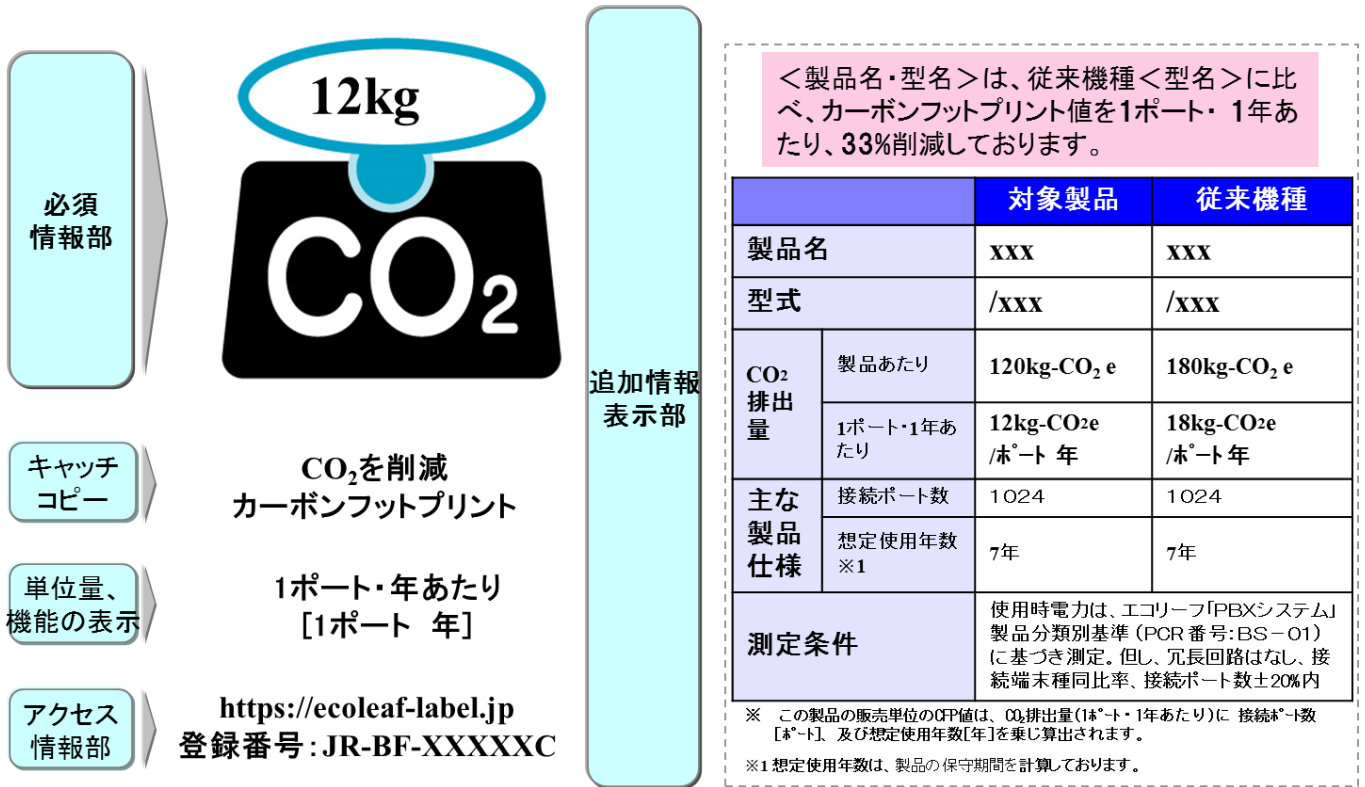 必須
情報部
12kg
CO2
キャッチ
コピー
CO2を削減
カーボンフットプリント
単位量、
機能の表示
1ポート・年あたり
[1ポート 年]
アクセス
情報部
https://ecoleaf-label.jp
登録番号：JR-BF-XXXXXC
追加情報
表示部
＜製品名・型名＞は、従来機種＜型名＞に比
べ、カーボンフットプリント値を1ポート・ 1年あ
たり、33%削減しております。
対象製品 従来機種
製品名 xxx xxx
型式 /xxx /xxx
CO2
排出
量
製品あたり 120kg-CO2 e 180kg-CO2 e
1ポート・1年あ
たり
12kg-CO2e
/ﾎﾟｰﾄ 年
18kg-CO2e
/ﾎﾟｰﾄ 年
主な
製品
仕様
接続ポート数 1024 1024
想定使用年数
※1
7年 7年
測定条件
使用時電力は、エコリーフ「PBXシステム」
製品分類別基準（PCR番号:BS－01）
に基づき測定。但し、冗長回路はなし、接
続端末種同比率、接続ポート数±20%内
※ この製品の販売単位のCFP値は、CO2排出量(1ﾎﾟｰﾄ・1年あたり)に 接続ﾎﾟｰﾄ数
[ﾎﾟｰﾄ]、及び想定使用年数[年]を乗じ算出されます。
※1 想定使用年数は、製品の保守期間を計算しております。